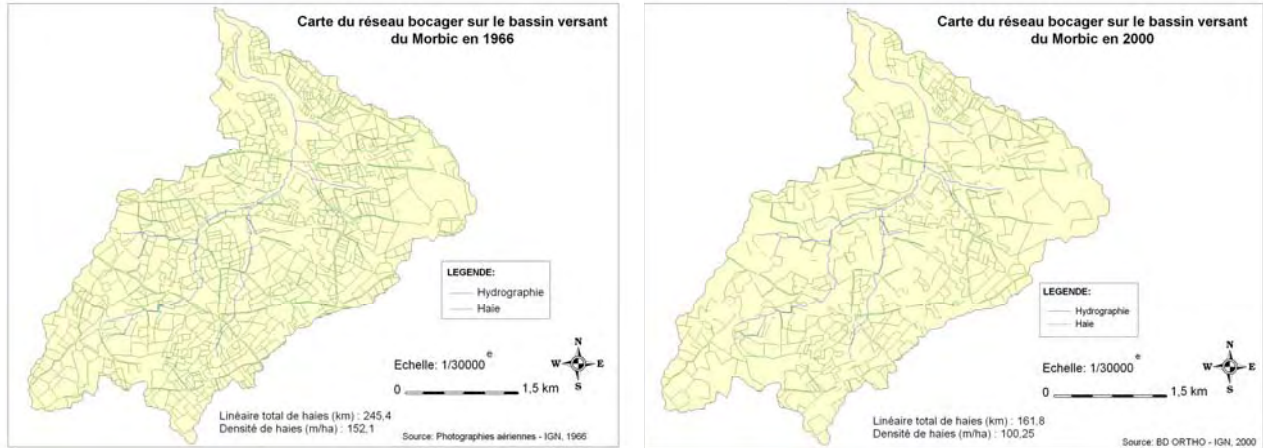 Carte du réseau bocager sur le bassin versant
du Morbic en 1966
LEGENDE:
Hydrographie
Haie
N
W E
S
Echelle: 1/30000 e
0 1,5 km
Linéaire total de haies (km) : 245,4
Densité de haies (m/ha) : 152,1
Source: Photographies aériennes - IGN, 1966
Carte du réseau bocager sur le bassin versant
du Morbic en 2000
LEGENDE:
Hydrographie
Haie
N
W E
S
Echelle: 1/30000 e
0 1,5 km
Linéaire total de haies (km) : 161,8
Densité de haies (m/ha) : 100,25
Source: BD ORTHO - IGN, 2000